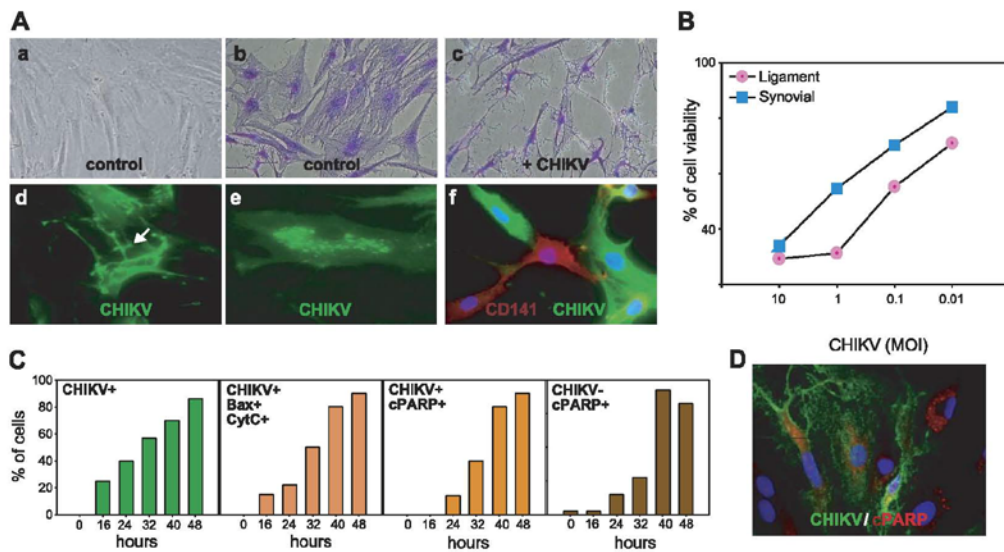 A
a
control
b
control
c
+ CHIKV
d
CHIKV
e
CHIKV
f
CD141 CHIKV
B
100
40
% of cell viability
Ligament
Synovial
10 1 0.1 0.01
CHIKV (MOI)
C
% of cells
100
80
60
40
20
0
CHIKV+
0 16 24 32 40 48
hours
CHIKV+
Bax+
CytC+
0 16 24 32 40 48
hours
CHIKV+
cPARP+
0 16 24 32 40 48
hours
CHIKV-
cPARP+
0 16 24 32 40 48
hours
D
CHIKV/cPARP